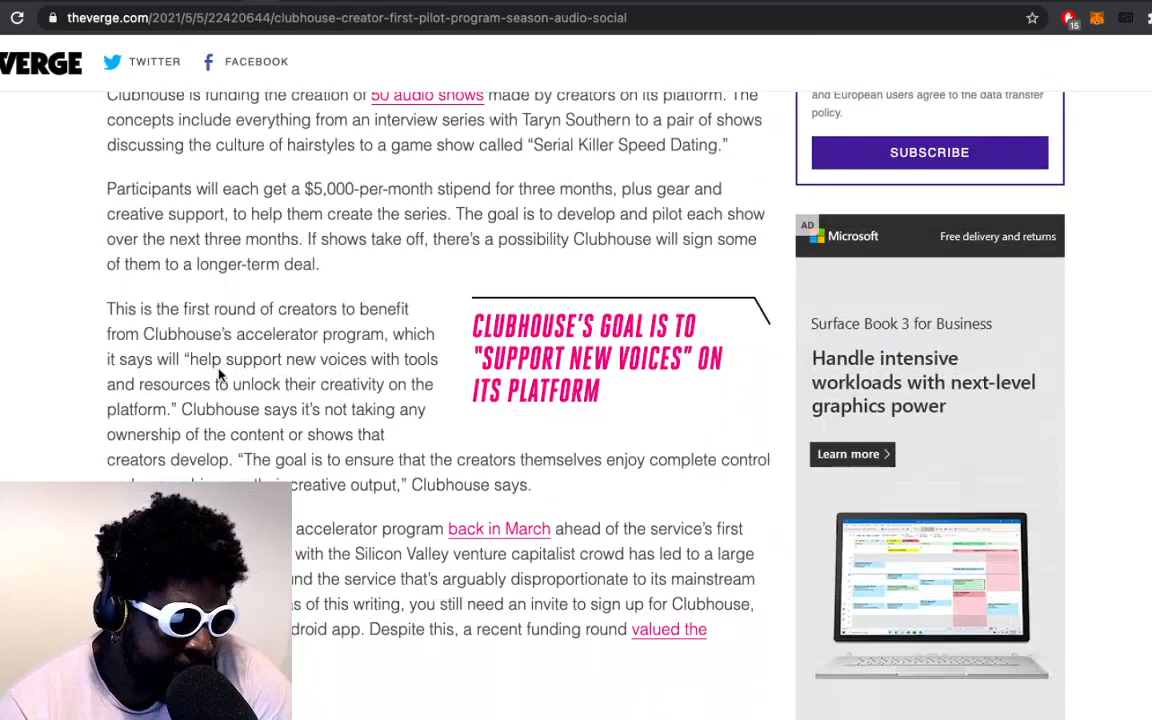 theverge.com/2021/5/5/22420644/clubhouse-creator-first-pilot-program-season-audio-social
16
VERGE
TWITTER
FACEBOOK
Clubhouse is funding the creation of 50 audio shows made by creators on its platform. The
concepts include everything from an interview series with Taryn Southern to a pair of shows
discussing the culture of hairstyles to a game show called “Serial Killer Speed Dating.”
Participants will each get a $5,000-per-month stipend for three months, plus gear and
creative support, to help them create the series. The goal is to develop and pilot each show
over the next three months. If shows take off, there’s a possibility Clubhouse will sign some
of them to a longer-term deal.
This is the first round of creators to benefit
from Clubhouse’s accelerator program, which
it says will “help support new voices with tools
and resources to unlock their creativity on the
platform.” Clubhouse says it’s not taking any
ownership of the content or shows that
creators develop. “The goal is to ensure that the creators themselves enjoy complete control
creative output,” Clubhouse says.
CLUBHOUSE'S GOAL IS TO
"SUPPORT NEW VOICES" ON
ITS PLATFORM
accelerator program back in March ahead of the service’s first
with the Silicon Valley venture capitalist crowd has led to a large
the service that’s arguably disproportionate to its mainstream
of this writing, you still need an invite to sign up for Clubhouse,
app. Despite this, a recent funding round valued the
and European users agree to the data transfer
policy.
SUBSCRIBE
AD
Microsoft
Free delivery and returns
Surface Book 3 for Business
Handle intensive
workloads with next-level
graphics power
Learn more